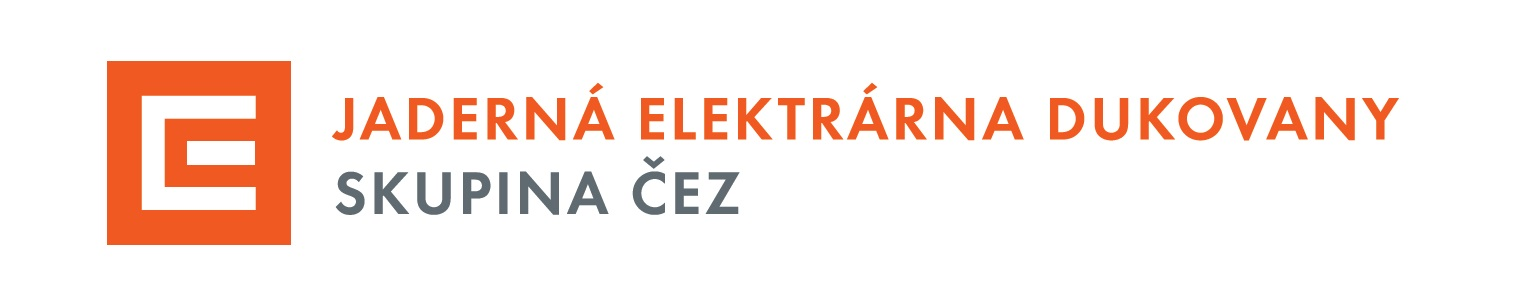 JADERNÁ ELEKTRÁRNA DUKOVANY
SKUPINA ČEZ